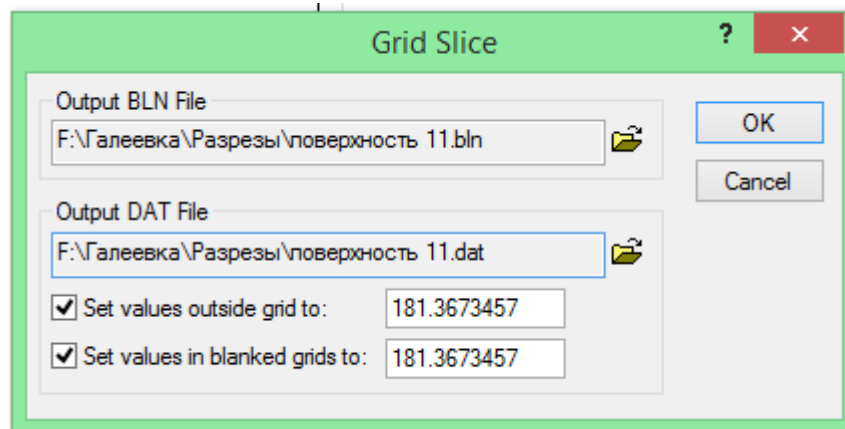 Grid Slice
?
×
Output BLN File
F:\Галеевка\Разрезы\поверхность 11.bln
OK
Cancel
Output DAT File
F:\Галеевка\Разрезы\поверхность 11.dat
Set values outside grid to: 181.3673457
Set values in blanked grids to: 181.3673457